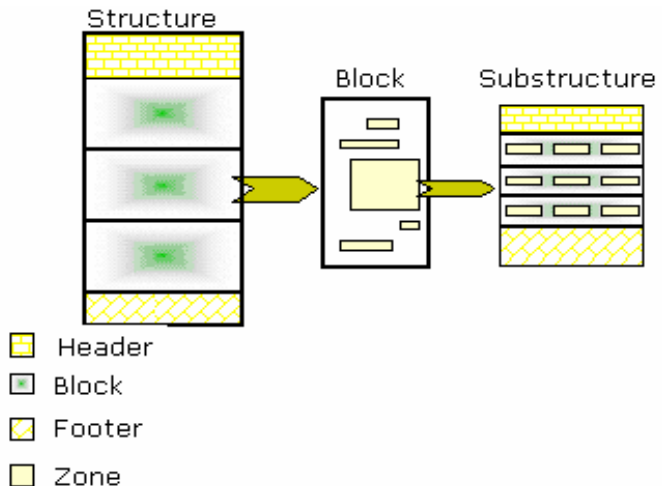 Structure
Block
Substructure
Header
Block
Footer
Zone